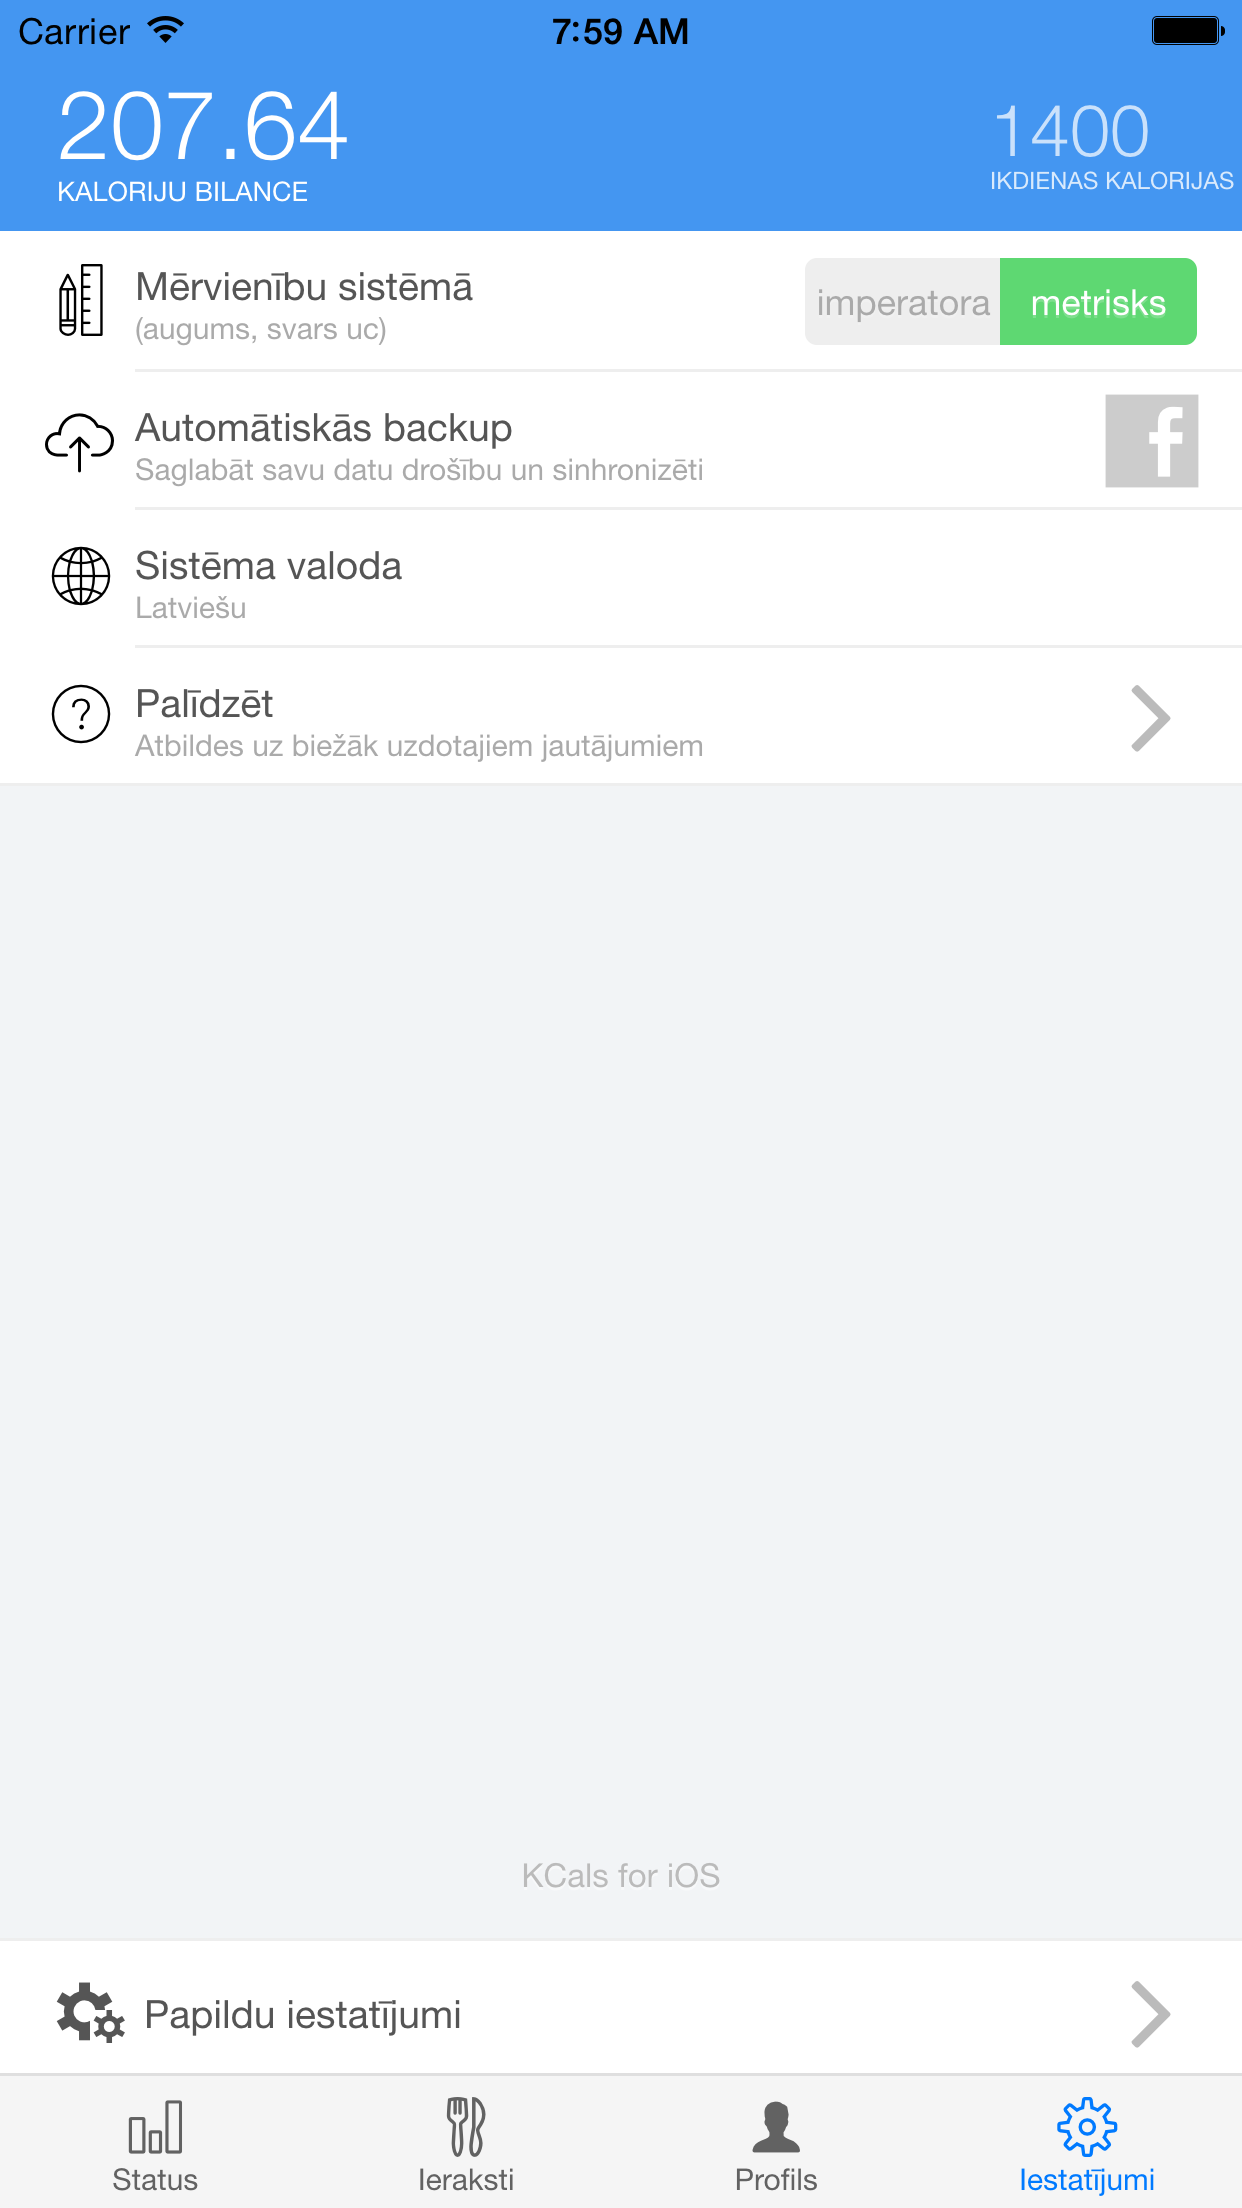 Carrier 7:59 AM
207.64
KALORIJU BILANCE
1400
IKDIENAS KALORIJAS
Mērvienību sistēmā
(augums, svars uc)
imperatora metrisks
Automātiskās backup
Saglabāt savu datu drošību un sinhronizēti
f
Sistēma valoda
Latviešu
?
Palīdzēt
Atbildes uz biežāk uzdotajiem jautājumiem
KCals for iOS
Papildu iestatījumi
Status Ieraksti Profils Iestatījumi